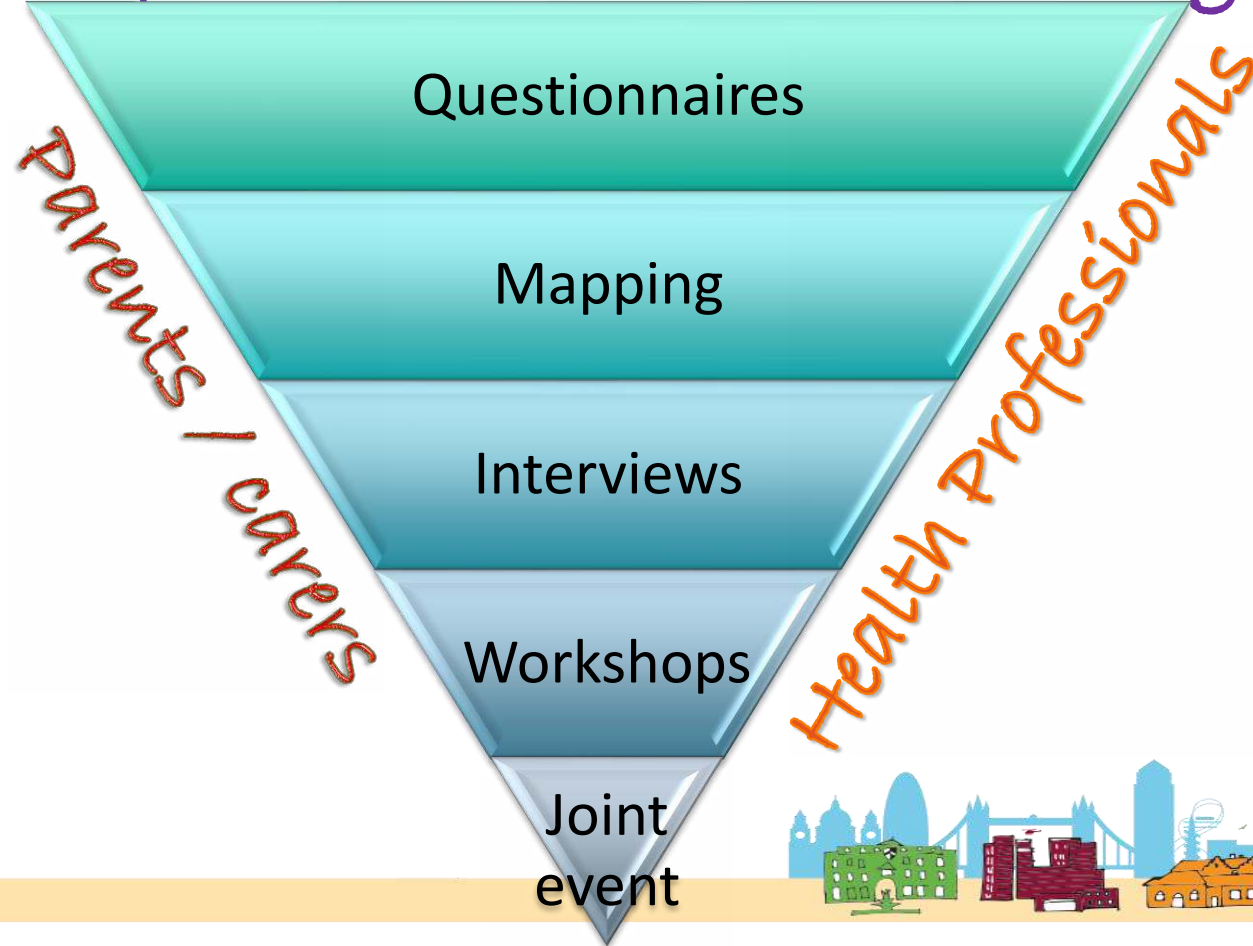 Questionnaires
Mapping
Interviews
Workshops
Joint
event
Parents / carers
Health Professionals